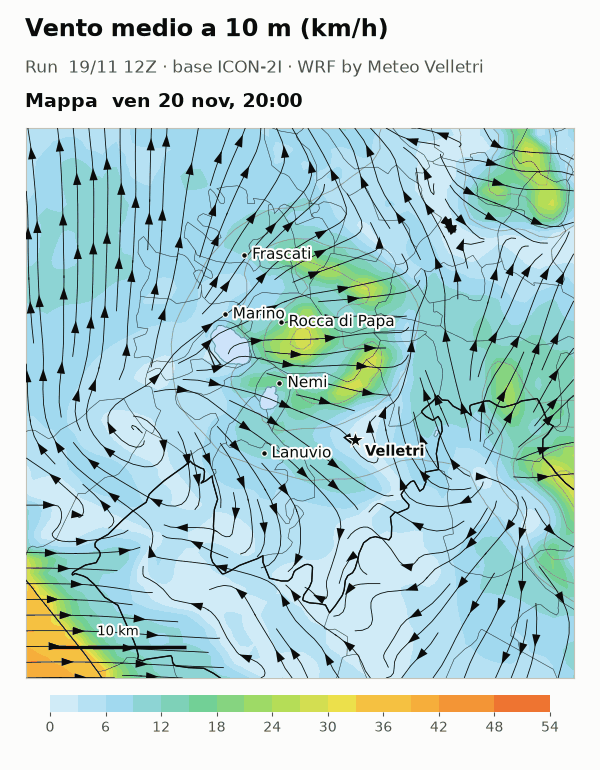 Vento medio a 10 m (km/h)
Run  19/11 12Z · base ICON-2I · WRF by Meteo Velletri
Mappa  ven 20 nov, 20:00
Frascati
Marino
Rocca di Papa
Nemi
Velletri
Lanuvio
10 km
0 6 12 18 24 30 36 42 48 54